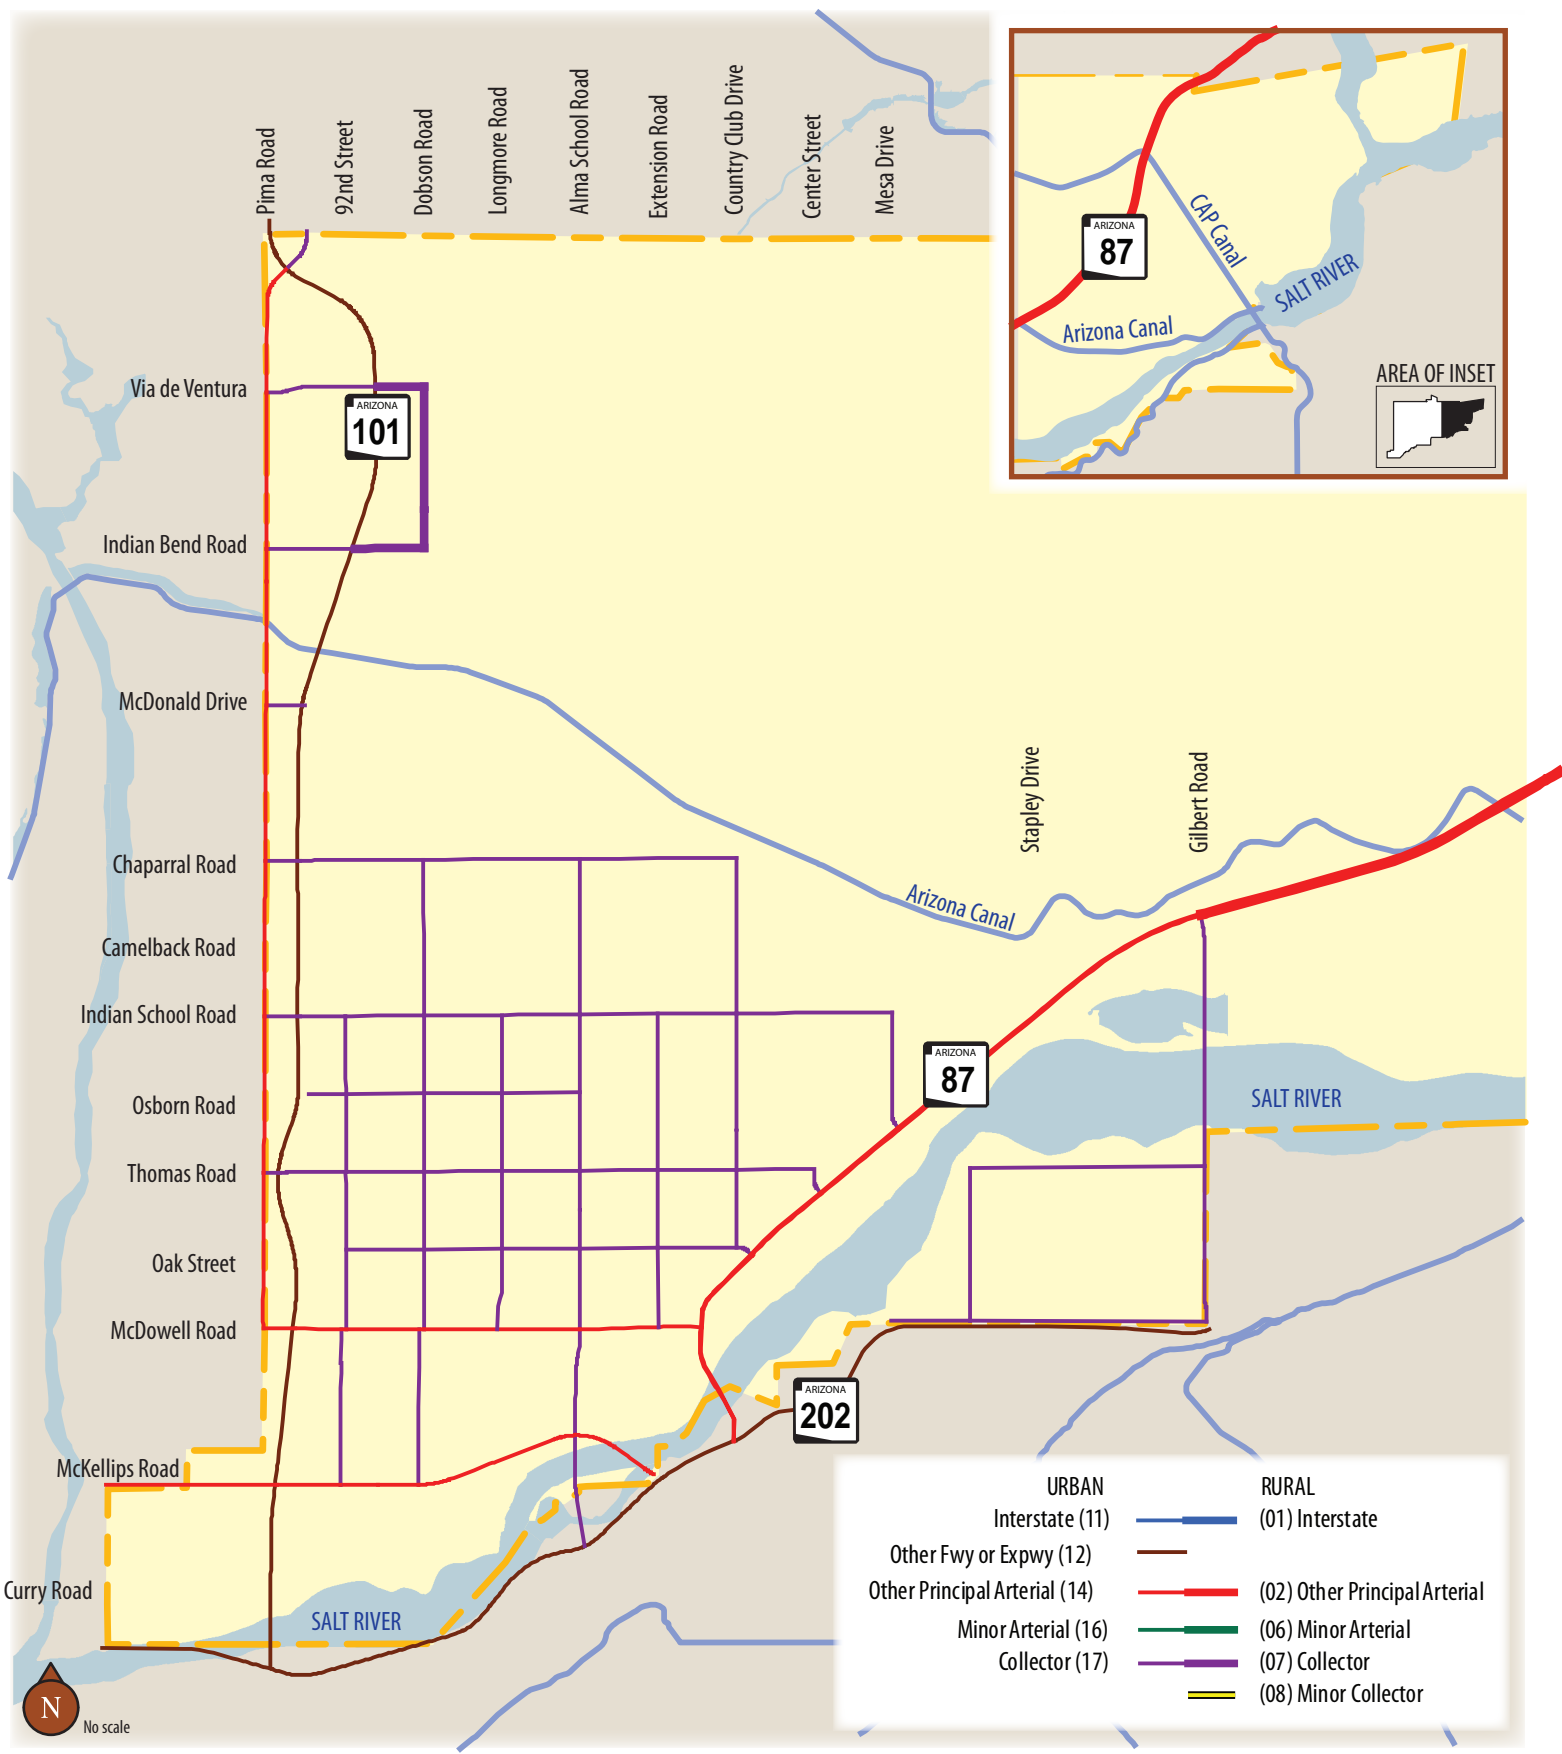 Pima Road
92nd Street
Dobson Road
Longmore Road
Alma School Road
Extension Road
Country Club Drive
Center Street
Mesa Drive
ARIZONA
87
CAP Canal
SALT RIVER
Arizona Canal
AREA OF INSET
Via de Ventura
ARIZONA
101
Indian Bend Road
McDonald Drive
Stapley Drive
Gilbert Road
Chaparral Road
Arizona Canal
Camelback Road
Indian School Road
ARIZONA
87
Osborn Road
SALT RIVER
Thomas Road
Oak Street
McDowell Road
ARIZONA
202
McKellips Road
Curry Road
SALT RIVER
N
No scale
URBAN RURAL
Interstate (11) (01) Interstate
Other Fwy or Expwy (12)
Other Principal Arterial (14) (02) Other Principal Arterial
Minor Arterial (16) (06) Minor Arterial
Collector (17) (07) Collector
(08) Minor Collector